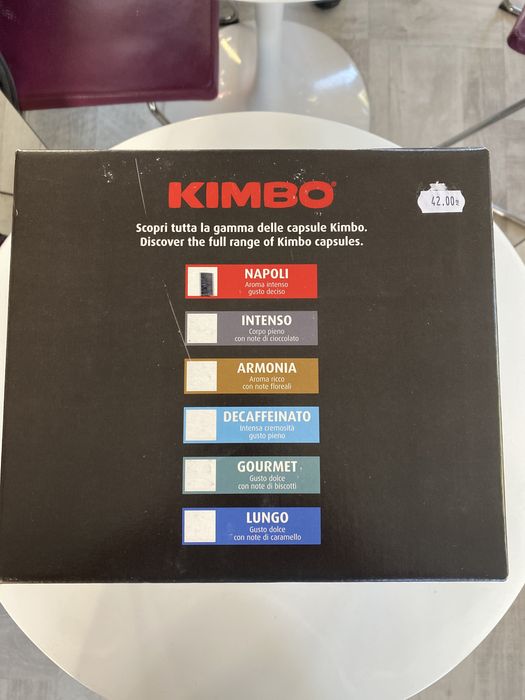 KIMBO
42.00
Scopri tutta la gamma delle capsule Kimbo.
Discover the full range of Kimbo capsules.
NAPOLI
Aroma intenso
gusto deciso
INTENSO
Corpo pieno
con note di cioccolato
ARMONIA
Aroma ricco
con note floreali
DECAFFEINATO
Intensa cremosità
gusto pieno
GOURMET
Gusto dolce
con note di biscotti
LUNGO
Gusto dolce
con note di caramello